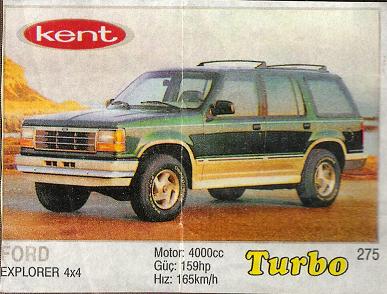 kent
FORD
EXPLORER 4x4
Motor: 4000cc
Güç: 159hp
Hız: 165km/h
Turbo
275